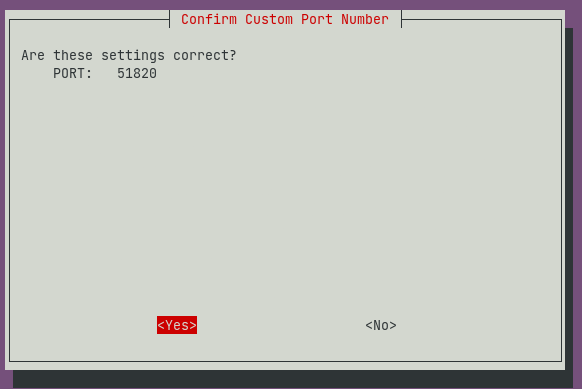 Confirm Custom Port Number
Are these settings correct?
PORT:   51820
<Yes>
<No>